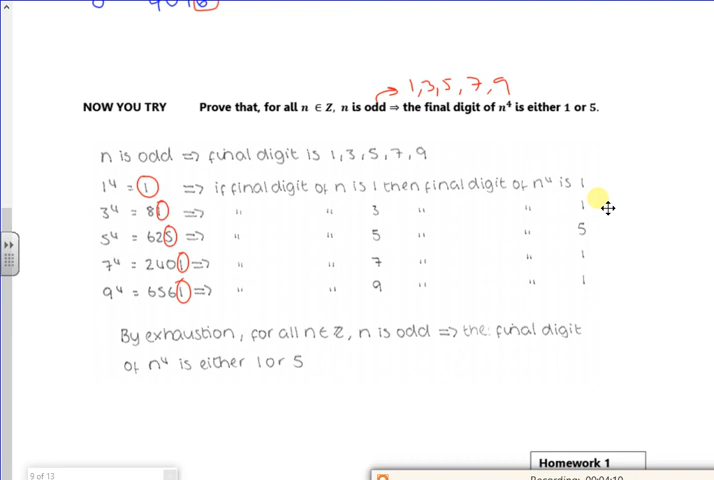 1, 3, 5, 7, 9
NOW YOU TRY Prove that, for all n ∈ Z, n is odd ⇒ the final digit of n⁴ is either 1 or 5.
n is odd => final digit is 1, 3, 5, 7, 9
1⁴ = 1 => if final digit of n is 1 then final digit of n⁴ is 1
3⁴ = 81 => " " 3 " " 1
5⁴ = 625 => " " 5 " " 5
7⁴ = 2401 => " " 7 " " 1
9⁴ = 6561 => " " 9 " " 1
By exhaustion, for all n ∈ Z, n is odd => the final digit
of n⁴ is either 1 or 5
Homework 1
9 of 13
Recording: 00:04:10